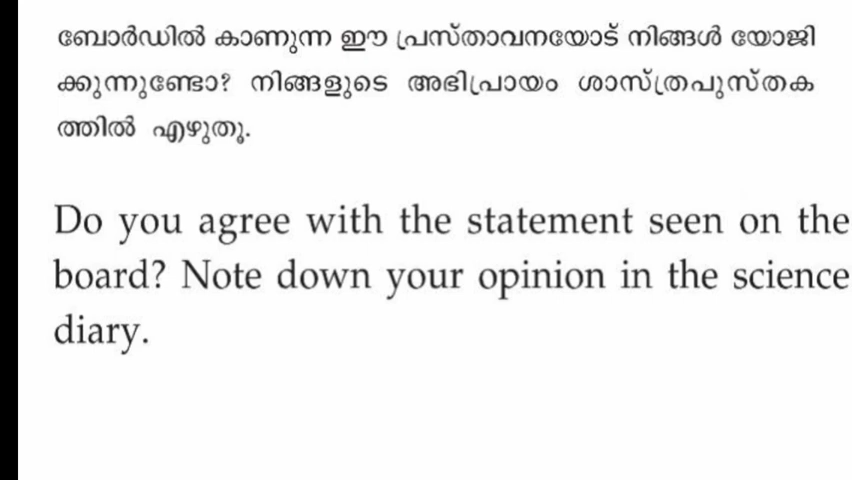 ബോർഡിൽ കാണുന്ന ഈ പ്രസ്താവനയോട് നിങ്ങൾ യോജി
ക്കുന്നുണ്ടോ? നിങ്ങളുടെ അഭിപ്രായം ശാസ്ത്രപുസ്തക
ത്തിൽ എഴുതൂ.
Do you agree with the statement seen on the
board? Note down your opinion in the science
diary.